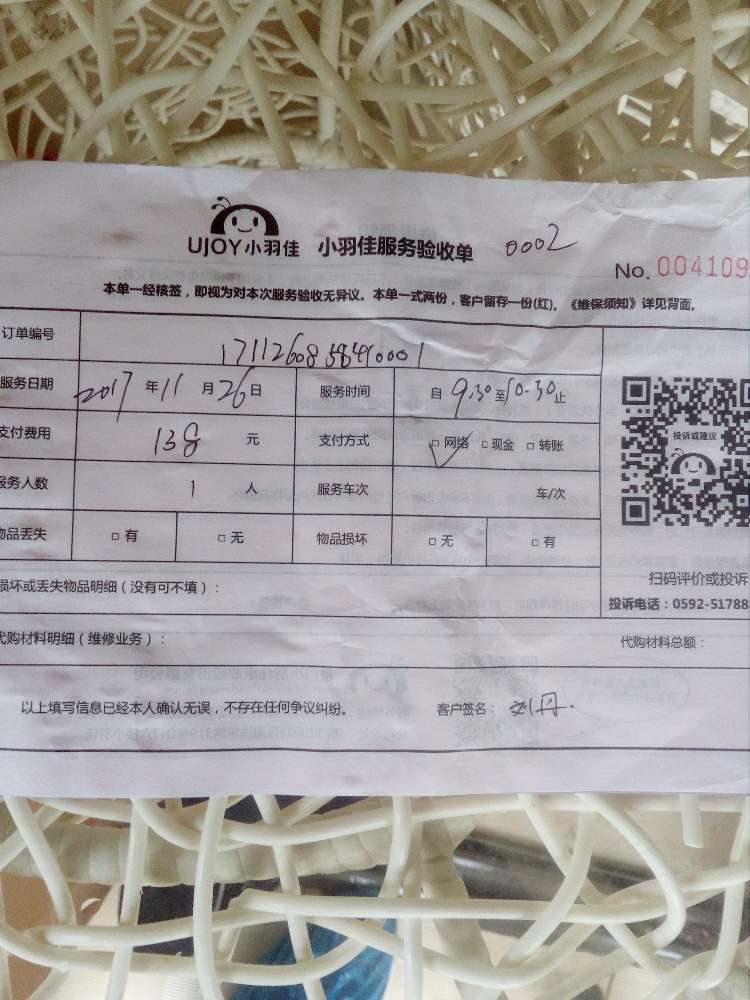 UJOY小羽佳 小羽佳服务验收单 0002
No. 004109
本单一经核签，即视为对本次服务验收无异议。本单一式两份，客户留存一份(红)。《维保须知》详见背面。
订单编号
服务日期 2017 年 11 月 26 日 服务时间 自 9.30 至 10.30 止
支付费用 138 元 支付方式 □网络 □现金 □转账
服务人数 1 人 服务车次 车/次
物品丢失 □有 □无 物品损坏 □无 □有
投诉或建议
扫码评价或投诉
损坏或丢失物品明细（没有可不填）：
投诉电话：0592-51788
代购材料明细（维修业务）： 代购材料总额：
以上填写信息已经本人确认无误，不存在任何争议纠纷。 客户签名：刘丹.